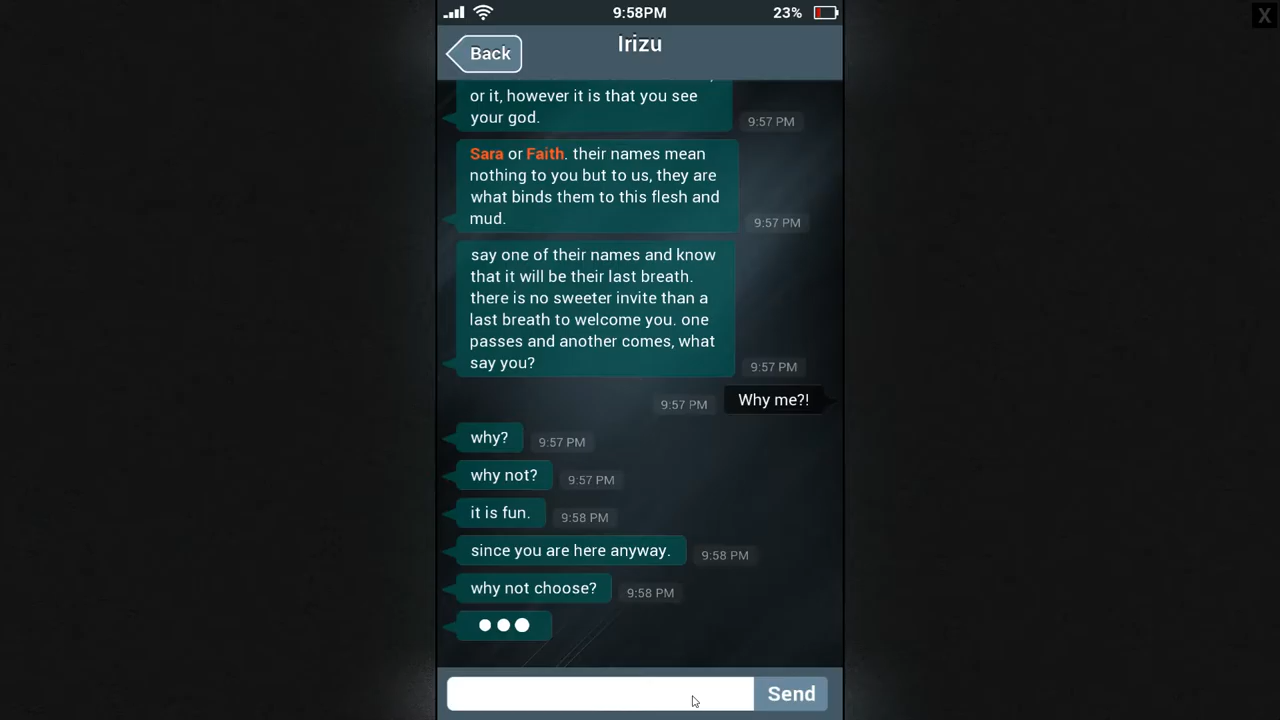 9:58PM
23%
X
Back
Irizu
or it, however it is that you see
your god.
9:57 PM
Sara or Faith. their names mean
nothing to you but to us, they are
what binds them to this flesh and
mud.
9:57 PM
say one of their names and know
that it will be their last breath.
there is no sweeter invite than a
last breath to welcome you. one
passes and another comes, what
say you?
9:57 PM
9:57 PM
Why me?!
why?
9:57 PM
why not?
9:57 PM
it is fun.
9:58 PM
since you are here anyway.
9:58 PM
why not choose?
9:58 PM
Send